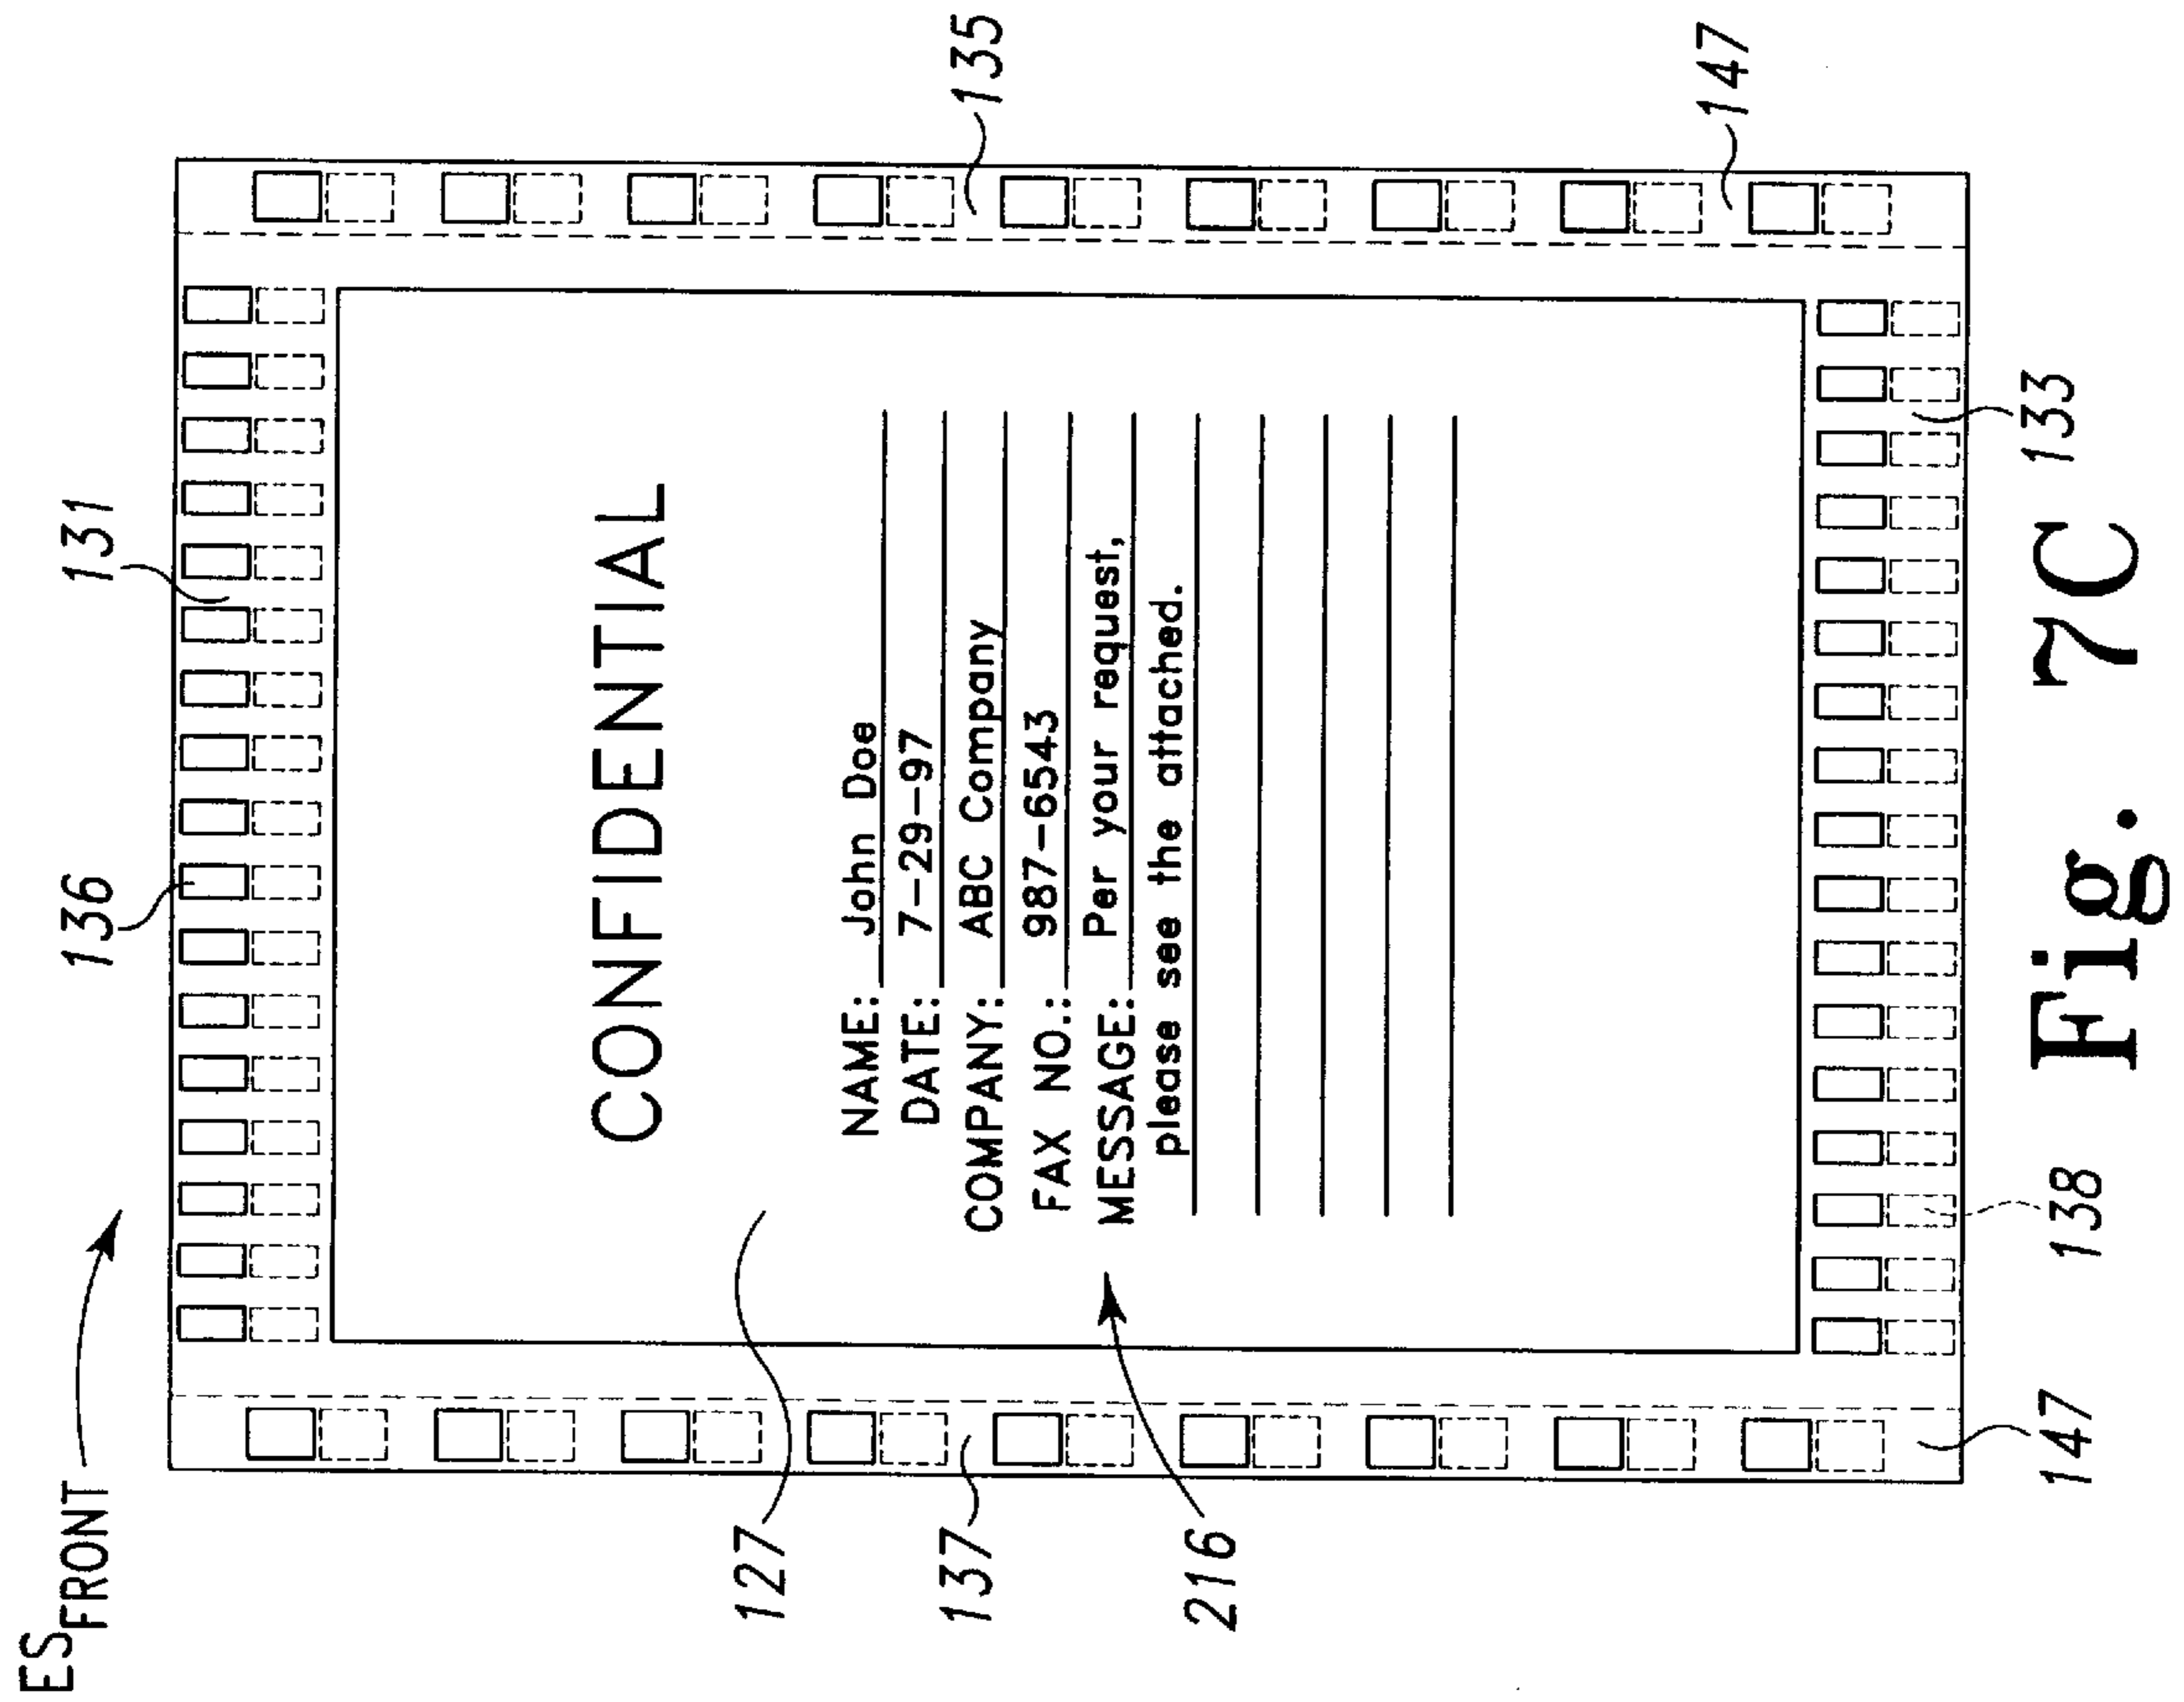 ES FRONT
136
131
127
CONFIDENTIAL
NAME: John Doe
DATE: 7-29-97
COMPANY: ABC Company
FAX NO.: 987-6543
MESSAGE: Per your request,
please see the attached.
137
135
216
147
147
138
133
Fig. 7C